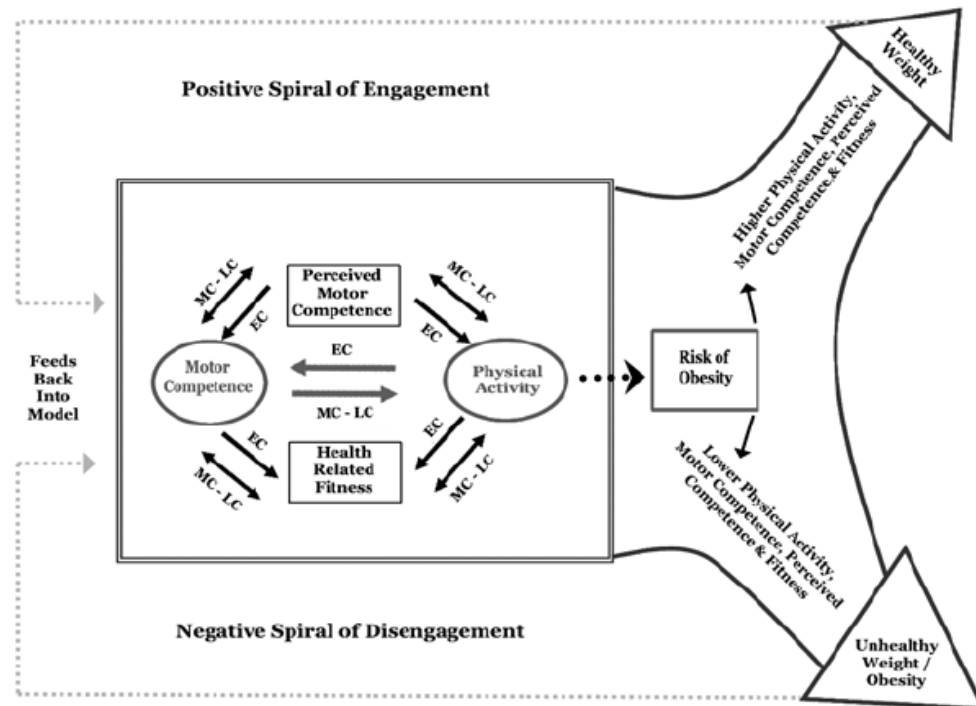 Healthy
Weight
Positive Spiral of Engagement
Higher Physical Activity,
Motor Competence, Perceived
Competence & Fitness
MC - LC
EC
Perceived
Motor
Competence
MC - LC
EC
Feeds
Back
Into
Model
Motor
Competence
EC
MC - LC
Physical
Activity
Risk of
Obesity
EC
MC - LC
Health
Related
Fitness
EC
MC - LC
Lower Physical Activity,
Motor Competence, Perceived
Competence & Fitness
Negative Spiral of Disengagement
Unhealthy
Weight /
Obesity